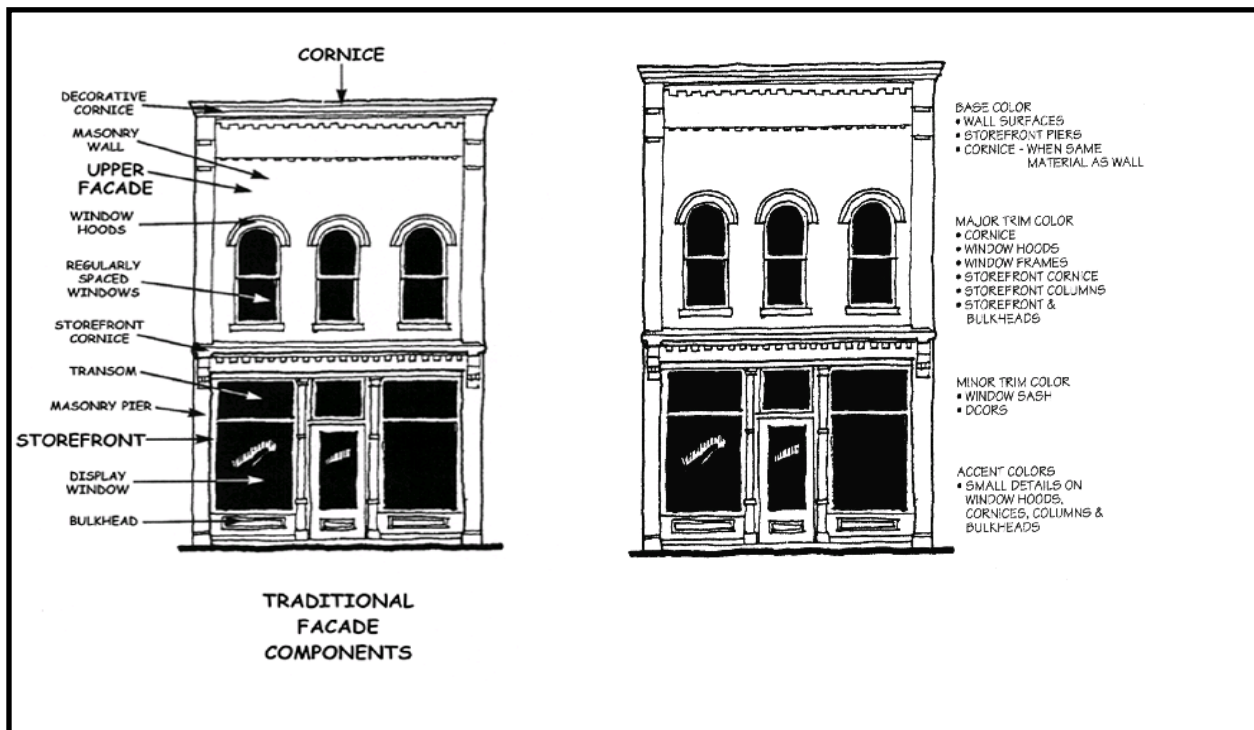 CORNICE
DECORATIVE
CORNICE
MASONRY
WALL
UPPER
FACADE
WINDOW
HOODS
REGULARLY
SPACED
WINDOWS
STOREFRONT
CORNICE
TRANSOM
MASONRY PIER
STOREFRONT
DISPLAY
WINDOW
BULKHEAD
TRADITIONAL
FACADE
COMPONENTS
BASE COLOR
• WALL SURFACES
• STOREFRONT PIERS
• CORNICE - WHEN SAME
MATERIAL AS WALL
MAJOR TRIM COLOR
• CORNICE
• WINDOW HOODS
• WINDOW FRAMES
• STOREFRONT CORNICE
• STOREFRONT COLUMNS
• STOREFRONT &
BULKHEADS
MINOR TRIM COLOR
• WINDOW SASH
• DOORS
ACCENT COLORS
• SMALL DETAILS ON
WINDOW HOODS,
CORNICES, COLUMNS &
BULKHEADS